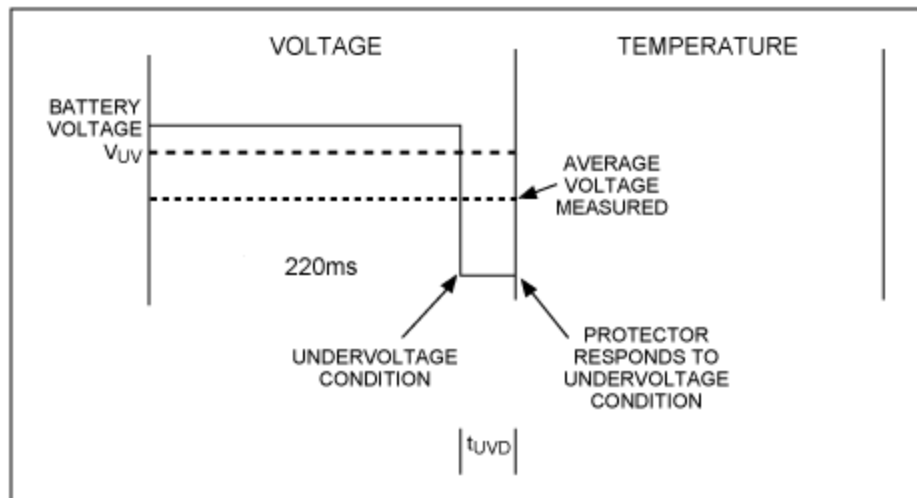 VOLTAGE
TEMPERATURE
BATTERY
VOLTAGE
VUV
AVERAGE
VOLTAGE
MEASURED
220ms
UNDERVOLTAGE
CONDITION
PROTECTOR
RESPONDS TO
UNDERVOLTAGE
CONDITION
tUVD